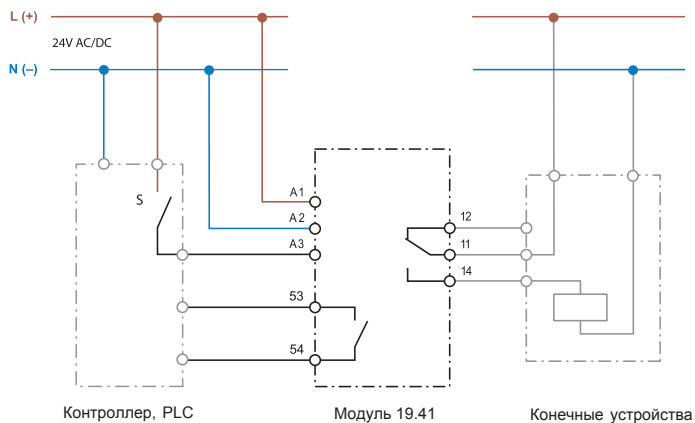 L (+)
24V AC/DC
N (–)
S
A1
A2
A3
53
54
12
11
14
Контроллер, PLC
Модуль 19.41
Конечные устройства